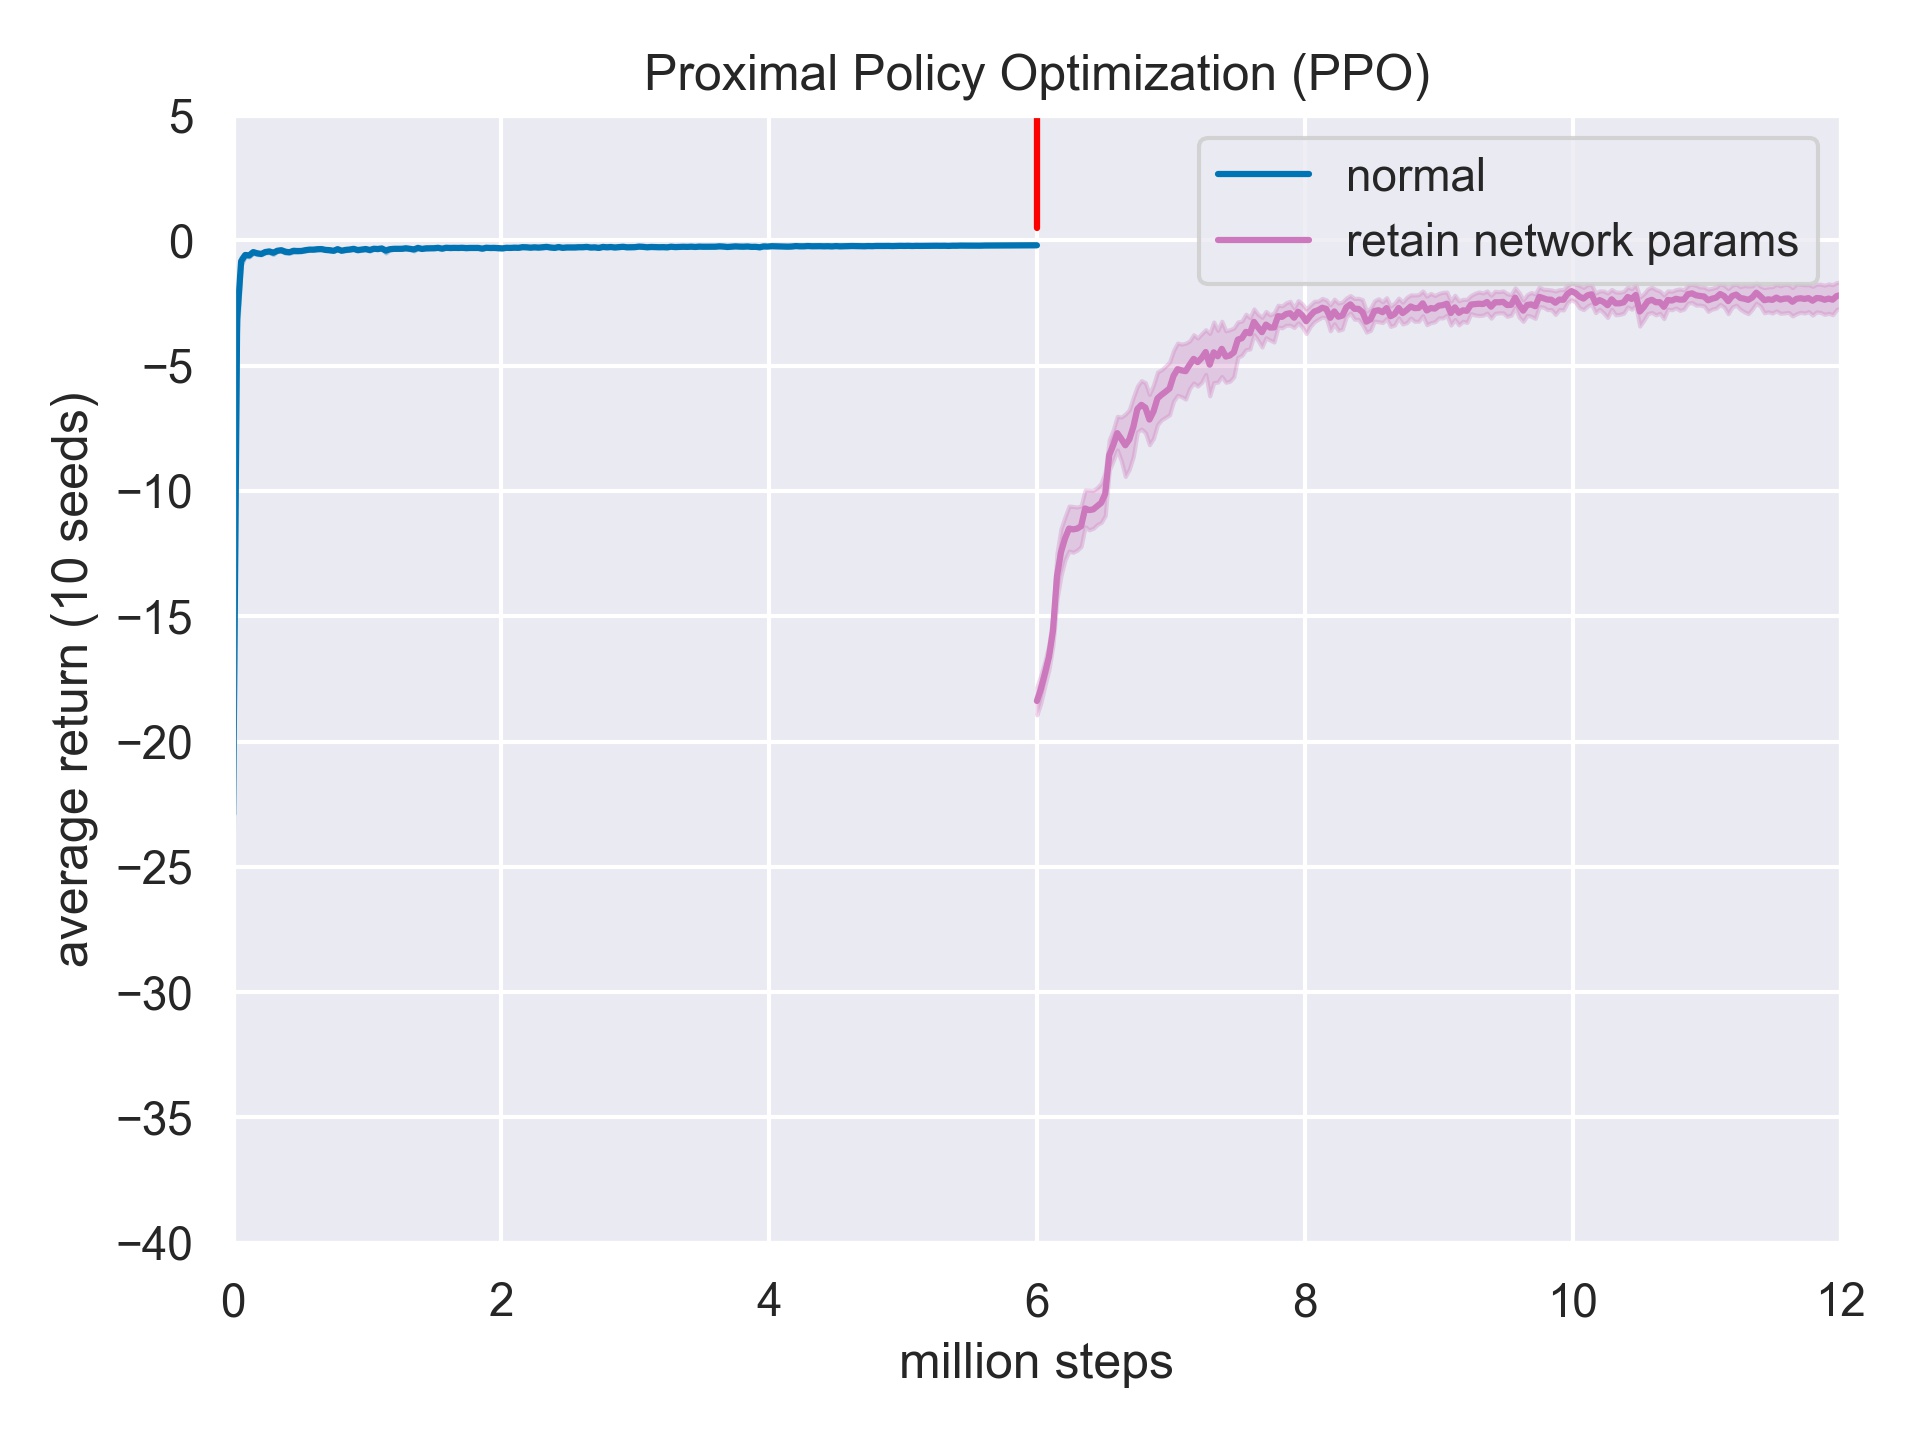 Proximal Policy Optimization (PPO)
5
0
−5
−10
−15
−20
−25
−30
−35
−40
average return (10 seeds)
normal
retain network params
0 2 4 6 8 10 12
million steps